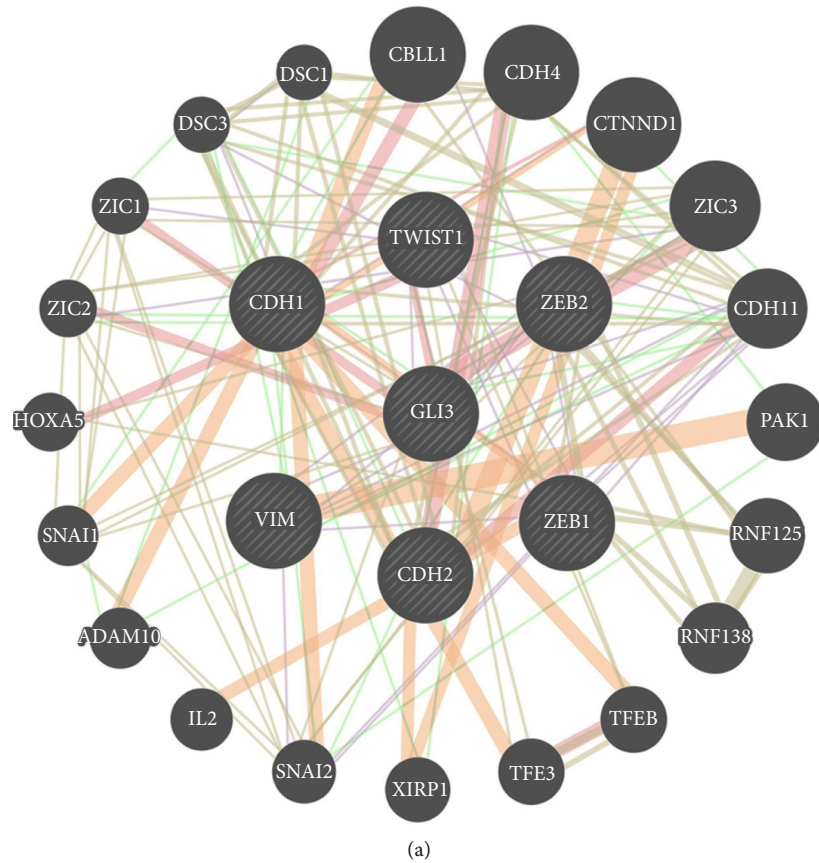 CBLL1
CDH4
DSC1
CTNND1
DSC3
ZIC3
ZIC1
TWIST1
CDH1
ZEB2
CDH11
ZIC2
GLI3
HOXA5
PAK1
VIM
ZEB1
SNAI1
RNF125
CDH2
ADAM10
RNF138
IL2
TFEB
SNAI2
TFE3
XIRP1
(a)